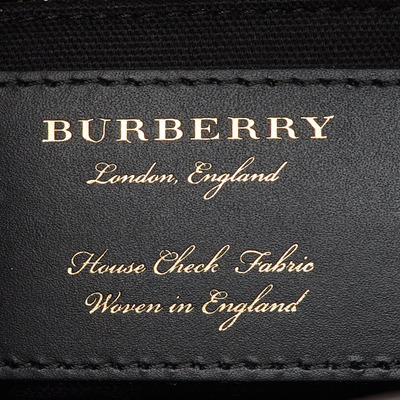 BURBERRY
London, England
House Check Fabric
Woven in England